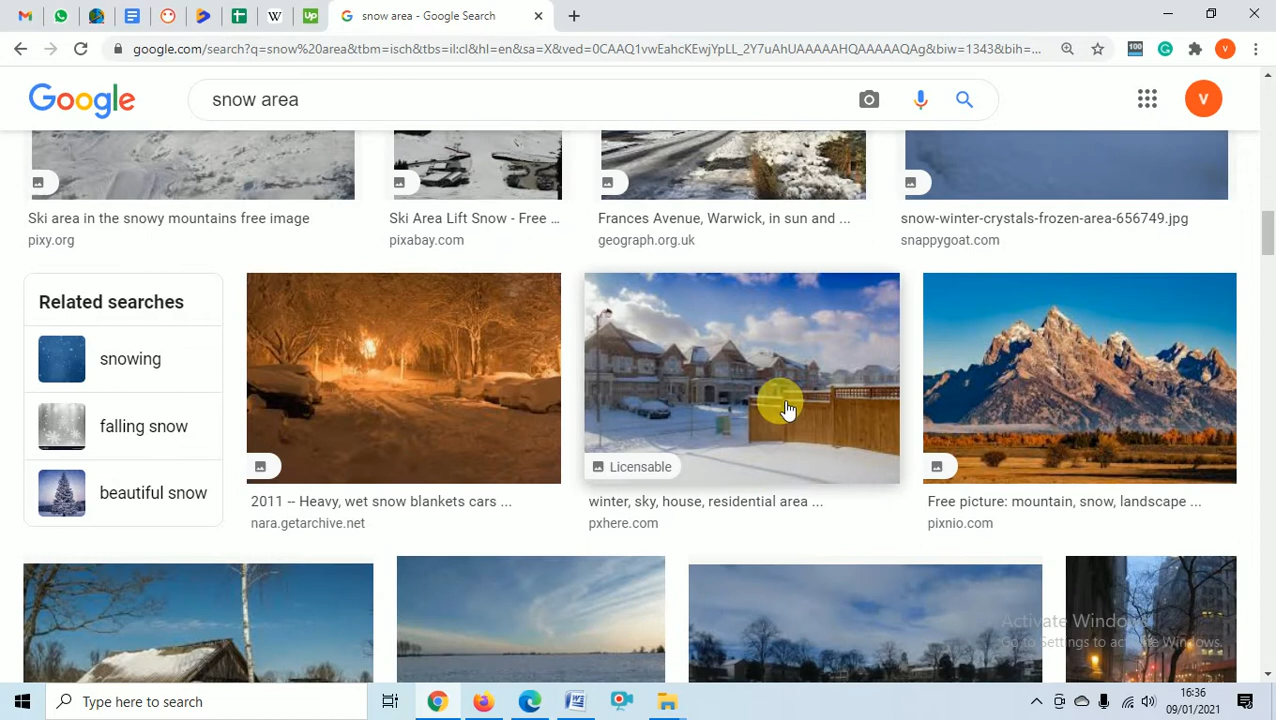 snow area - Google Search
google.com/search?q=snow%20area&tbm=isch&tbs=il:cl&hl=en&sa=X&ved=0CAAQ1vwEahcKEwjYpLL_2Y7uAhUAAAAAHQAAAAAQAg&biw=1343&bih=...
100
V
Google
snow area
V
Ski area in the snowy mountains free image
pixy.org
Ski Area Lift Snow - Free ...
pixabay.com
Frances Avenue, Warwick, in sun and ...
geograph.org.uk
snow-winter-crystals-frozen-area-656749.jpg
snappygoat.com
Related searches
snowing
falling snow
beautiful snow
2011 -- Heavy, wet snow blankets cars ...
nara.getarchive.net
Licensable
winter, sky, house, residential area ...
pxhere.com
Free picture: mountain, snow, landscape ...
pixnio.com
Activate Windows
Go to Settings to activate Windows.
Type here to search
16:36
09/01/2021